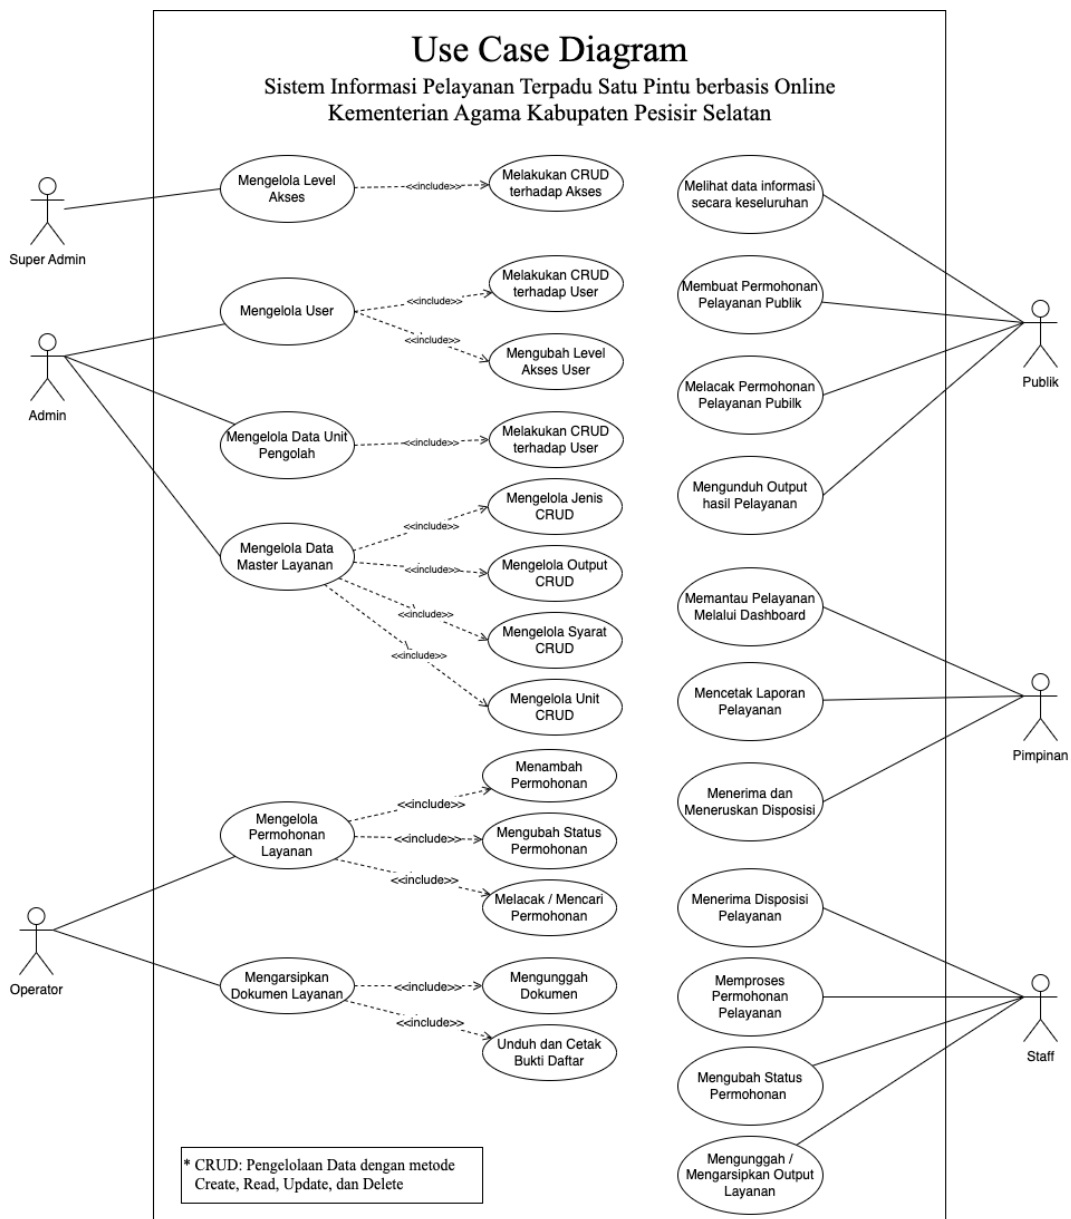 Use Case Diagram
Sistem Informasi Pelayanan Terpadu Satu Pintu berbasis Online
Kementerian Agama Kabupaten Pesisir Selatan
Super Admin
Mengelola Level
Akses
<<include>>
Melakukan CRUD
terhadap Akses
Admin
Mengelola User
<<include>>
Melakukan CRUD
terhadap User
<<include>>
Mengubah Level
Akses User
Mengelola Data Unit
Pengolah
<<include>>
Melakukan CRUD
terhadap User
Mengelola Data
Master Layanan
<<include>>
Mengelola Jenis
CRUD
<<include>>
Mengelola Output
CRUD
<<include>>
Mengelola Syarat
CRUD
<<include>>
Mengelola Unit
CRUD
Operator
Mengelola
Permohonan
Layanan
<<include>>
Menambah
Permohonan
<<include>>
Mengubah Status
Permohonan
<<include>>
Melacak / Mencari
Permohonan
Mengarsipkan
Dokumen Layanan
<<include>>
Mengunggah
Dokumen
<<include>>
Unduh dan Cetak
Bukti Daftar
Melihat data informasi
secara keseluruhan
Membuat Permohonan
Pelayanan Publik
Melacak Permohonan
Pelayanan Pubilk
Mengunduh Output
hasil Pelayanan
Publik
Memantau Pelayanan
Melalui Dashboard
Mencetak Laporan
Pelayanan
Menerima dan
Meneruskan Disposisi
Pimpinan
Menerima Disposisi
Pelayanan
Memproses
Permohonan
Pelayanan
Mengubah Status
Permohonan
Mengunggah /
Mengarsipkan Output
Layanan
Staff
* CRUD: Pengelolaan Data dengan metode
Create, Read, Update, dan Delete